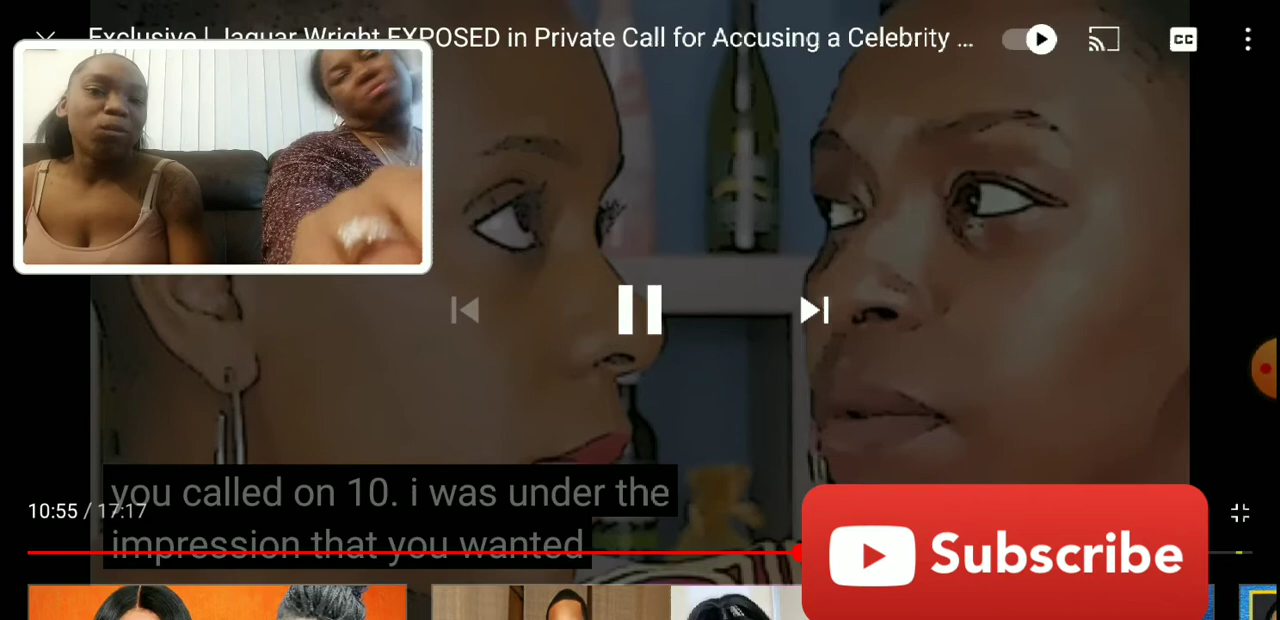 Exclusive | Jaguar Wright EXPOSED in Private Call for Accusing a Celebrity ...
CC
you called on 10. i was under the
impression that you wanted
10:55 / 17:17
Subscribe